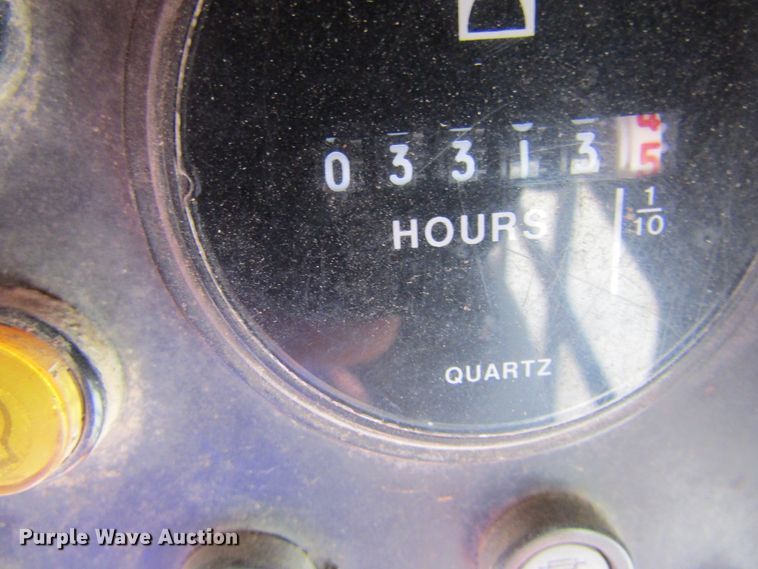 0 3 3 1 3 5
HOURS 1/10
QUARTZ
Purple Wave Auction